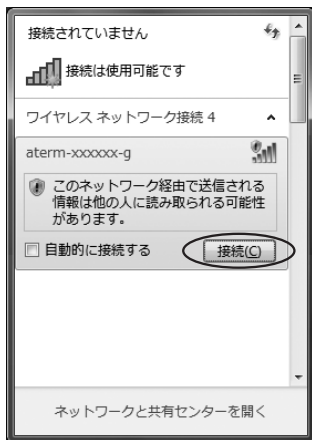 接続されていません
接続は使用可能です
ワイヤレス ネットワーク接続 4
aterm-xxxxxx-g
このネットワーク経由で送信される
情報は他の人に読み取られる可能性
があります。
自動的に接続する
接続(C)
ネットワークと共有センターを開く